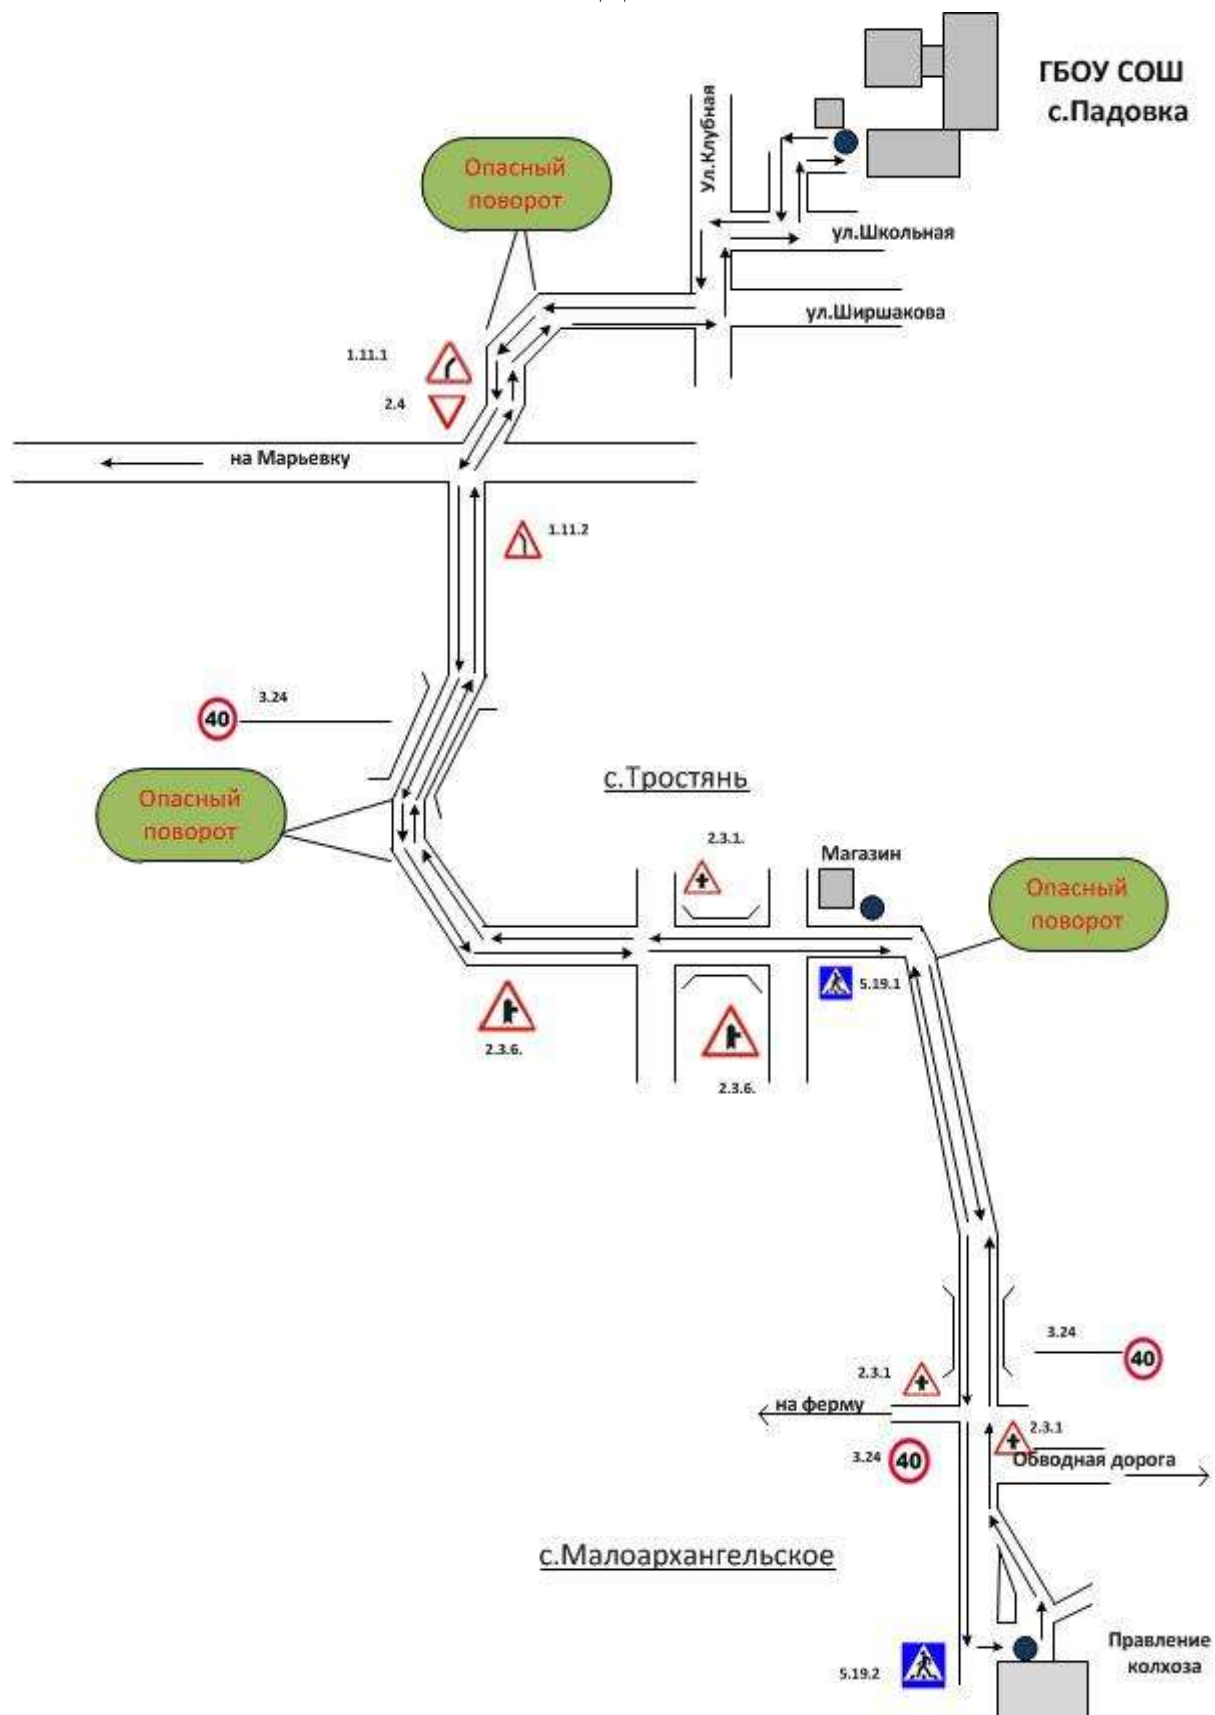 ГБОУ СОШ
с.Падовка
Ул.Клубная
Опасный
поворот
ул.Школьная
ул.Ширшакова
1.11.1
2.4
на Марьевку
1.11.2
3.24
40
с.Тростянь
Опасный
поворот
2.3.1.
Магазин
Опасный
поворот
5.19.1
2.3.6.
2.3.6.
3.24
40
2.3.1
на ферму
2.3.1
3.24
40
Обводная дорога
с.Малоархангельское
Правление
колхоза
5.19.2